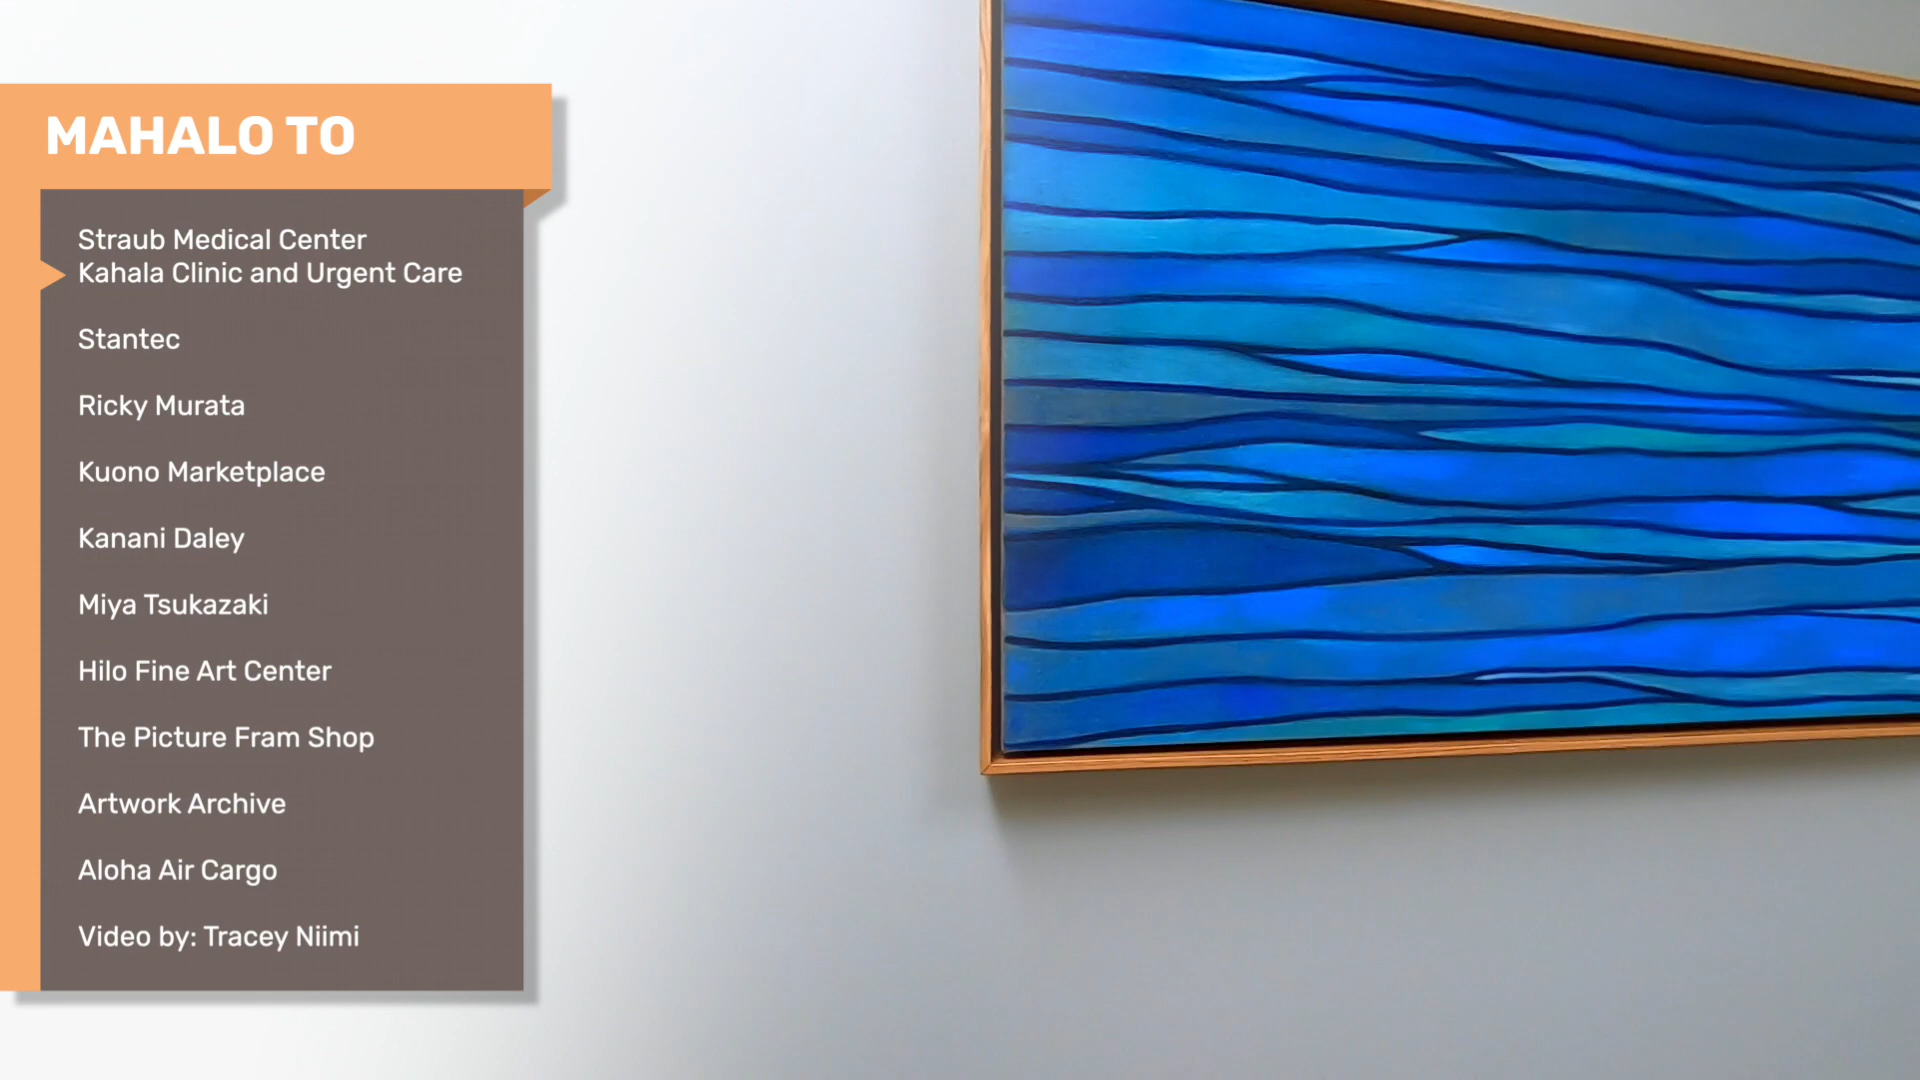 MAHALO TO
Straub Medical Center
Kahala Clinic and Urgent Care
Stantec
Ricky Murata
Kuono Marketplace
Kanani Daley
Miya Tsukazaki
Hilo Fine Art Center
The Picture Fram Shop
Artwork Archive
Aloha Air Cargo
Video by: Tracey Niimi